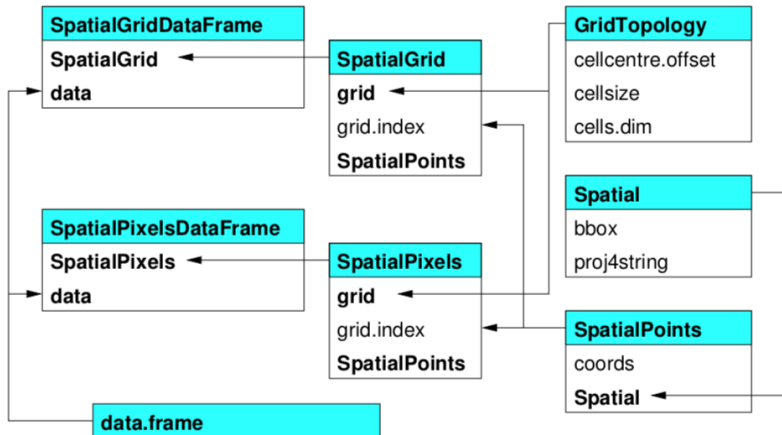 SpatialGridDataFrame
SpatialGrid
data
SpatialGrid
grid
grid.index
SpatialPoints
GridTopology
cellcentre.offset
cellsize
cells.dim
Spatial
bbox
proj4string
SpatialPixelsDataFrame
SpatialPixels
data
SpatialPixels
grid
grid.index
SpatialPoints
SpatialPoints
coords
Spatial
data.frame